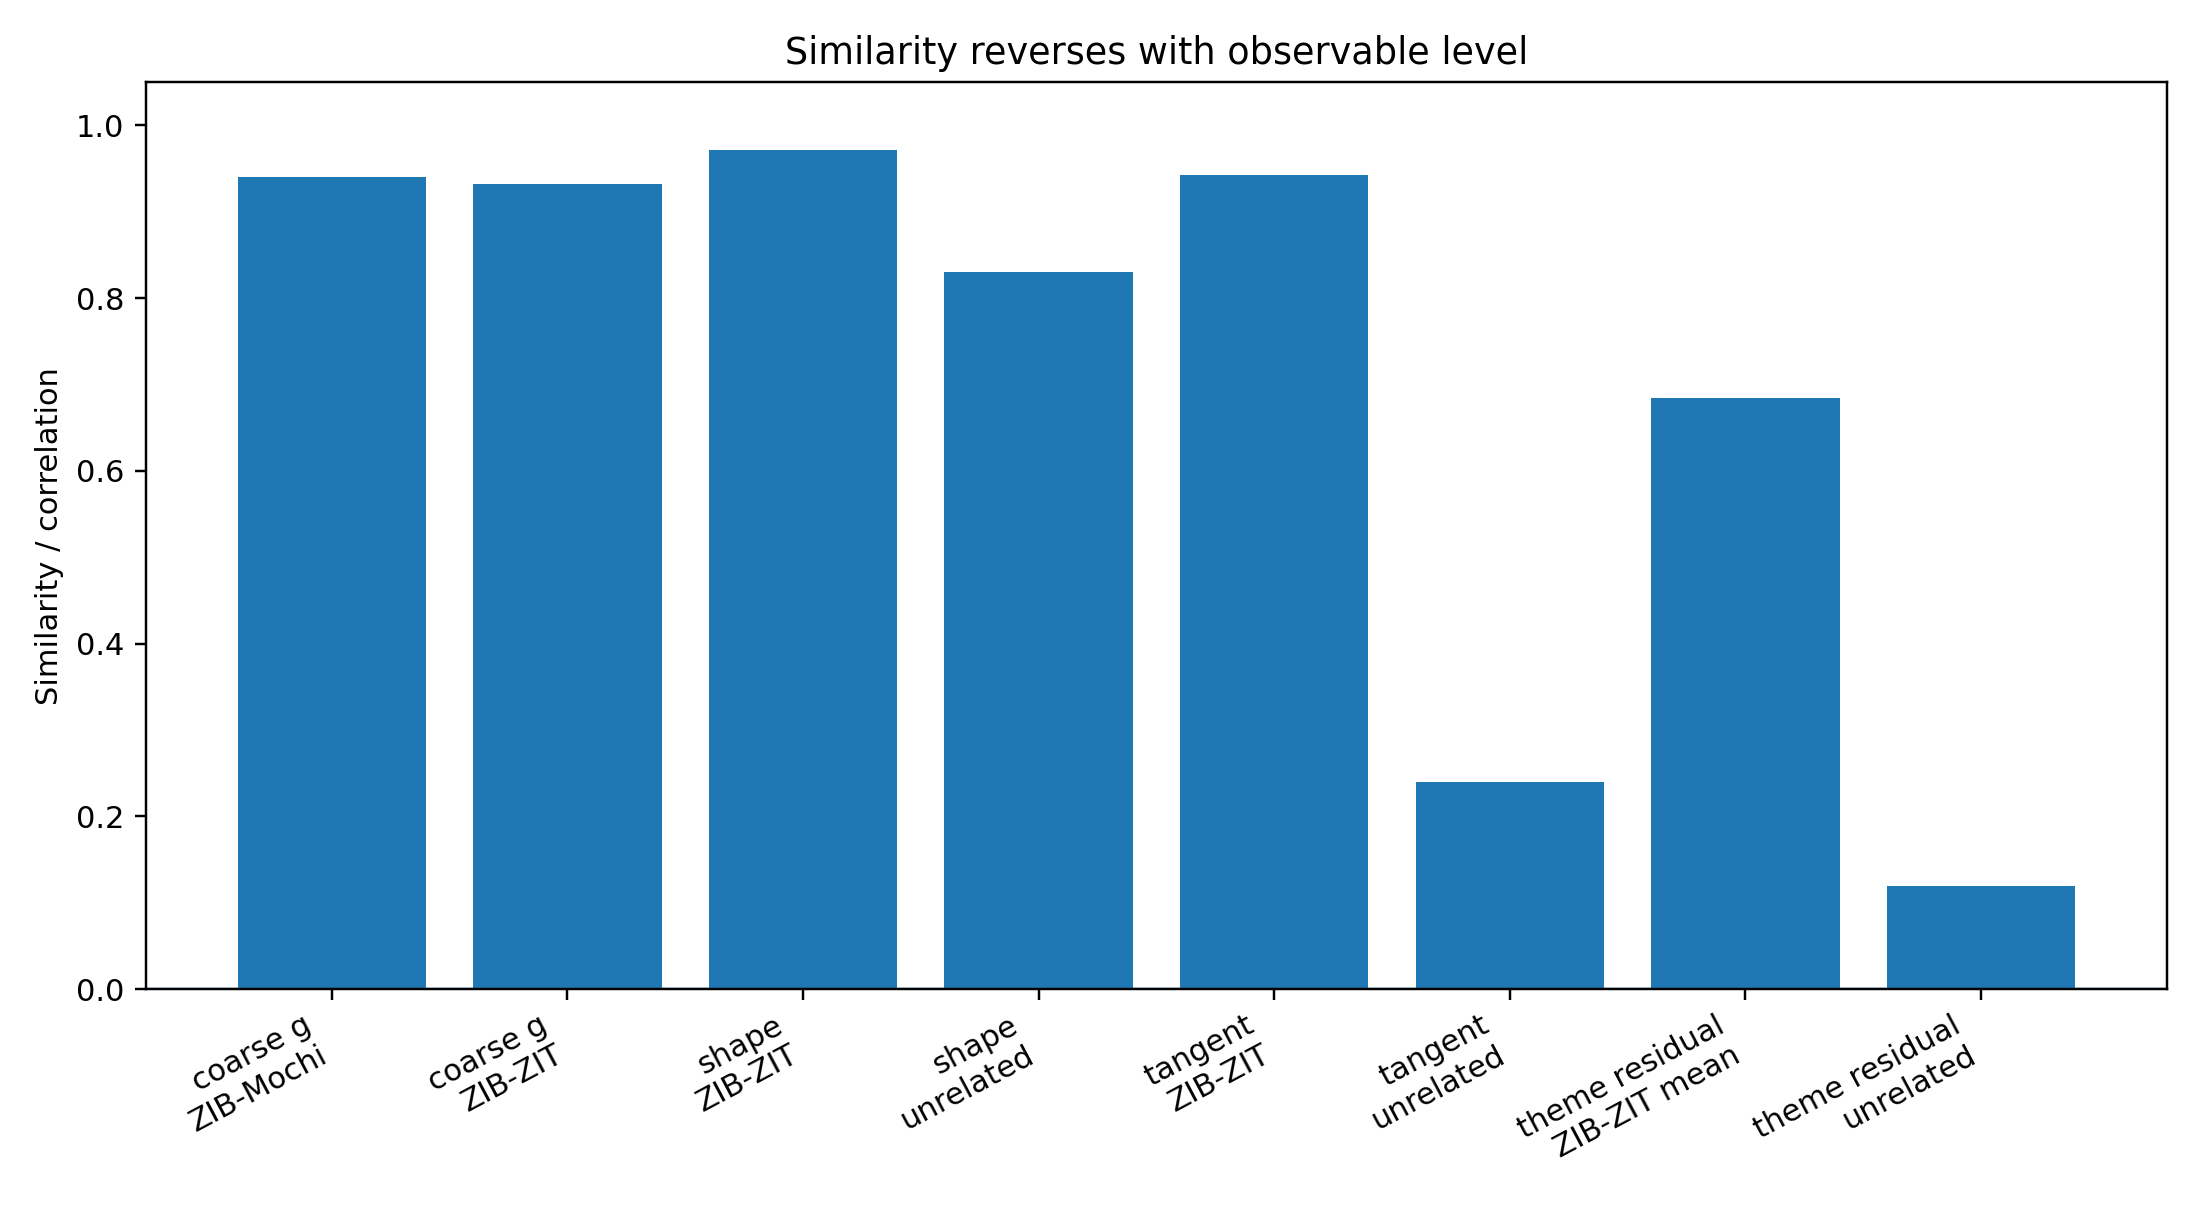 Similarity reverses with observable level
Similarity / correlation
1.0
0.8
0.6
0.4
0.2
0.0
coarse g
ZIB-Mochi
coarse g
ZIB-ZIT
shape
ZIB-ZIT
shape
unrelated
tangent
ZIB-ZIT
tangent
unrelated
theme residual
ZIB-ZIT mean
theme residual
unrelated